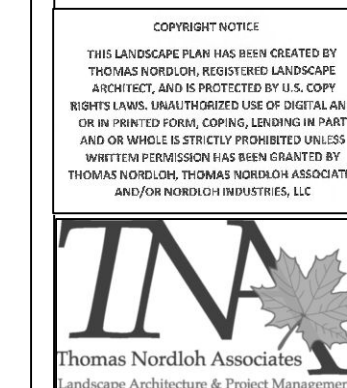 COPYRIGHT NOTICE
THIS LANDSCAPE PLAN HAS BEEN CREATED BY
THOMAS NORDLOH, REGISTERED LANDSCAPE
ARCHITECT, AND IS PROTECTED BY U.S. COPY
RIGHTS LAWS. UNAUTHORIZED USE OF DIGITAL AN
OR IN PRINTED FORM, COPING, LENDING IN PART
AND OR WHOLE IS STRICTLY PROHIBITED UNLESS
WRITTEM PERMISSION HAS BEEN GRANTED BY
THOMAS NORDLOH, THOMAS NORDLOH ASSOCIATE
AND/OR NORDLOH INDUSTRIES, LLC
TNA
Thomas Nordloh Associates
Landscape Architecture & Project Managemen